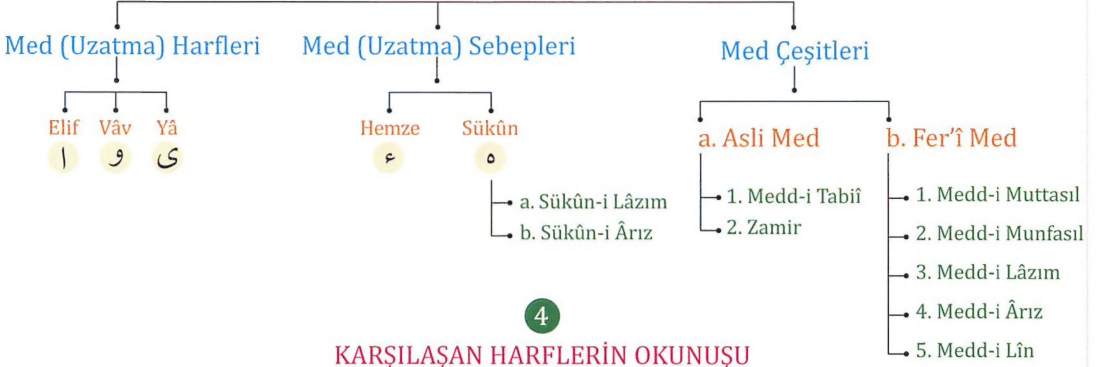 Med (Uzatma) Harfleri
Elif Vâv Yâ
ا و ى
Med (Uzatma) Sebepleri
Hemze Sükûn
ء ه
a. Sükûn-i Lâzım
b. Sükûn-i Ârız
Med Çeşitleri
a. Asli Med
1. Medd-i Tabiî
2. Zamir
b. Fer'î Med
1. Medd-i Muttasıl
2. Medd-i Munfasıl
3. Medd-i Lâzım
4. Medd-i Ârız
5. Medd-i Lîn
4
KARŞILAŞAN HARFLERİN OKUNUŞU